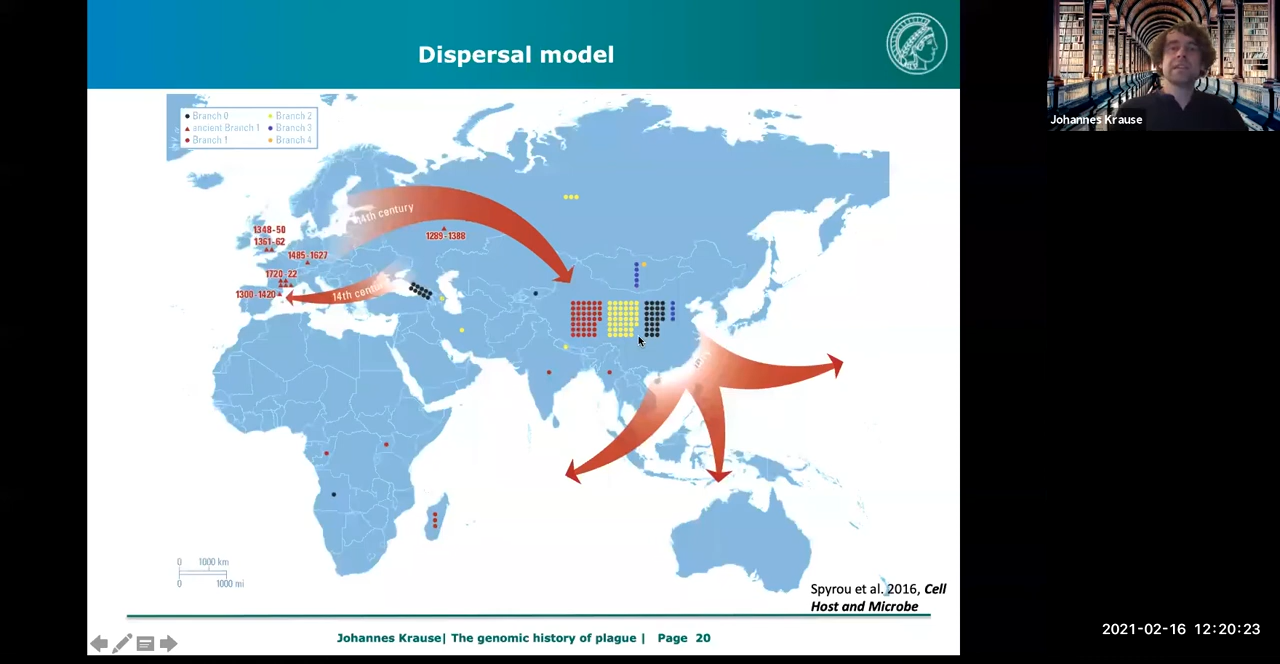 Dispersal model
Branch 0
Branch 2
ancient Branch 1
Branch 3
Branch 1
Branch 4
14th century
1348-50
1361-62
1289-1388
1485-1627
1720-22
1300-1420
14th centu
0 1000 km
0 1000 mi
Spyrou et al. 2016, Cell
Host and Microbe
Johannes Krause| The genomic history of plague | Page 20
Johannes Krause
2021-02-16 12:20:23